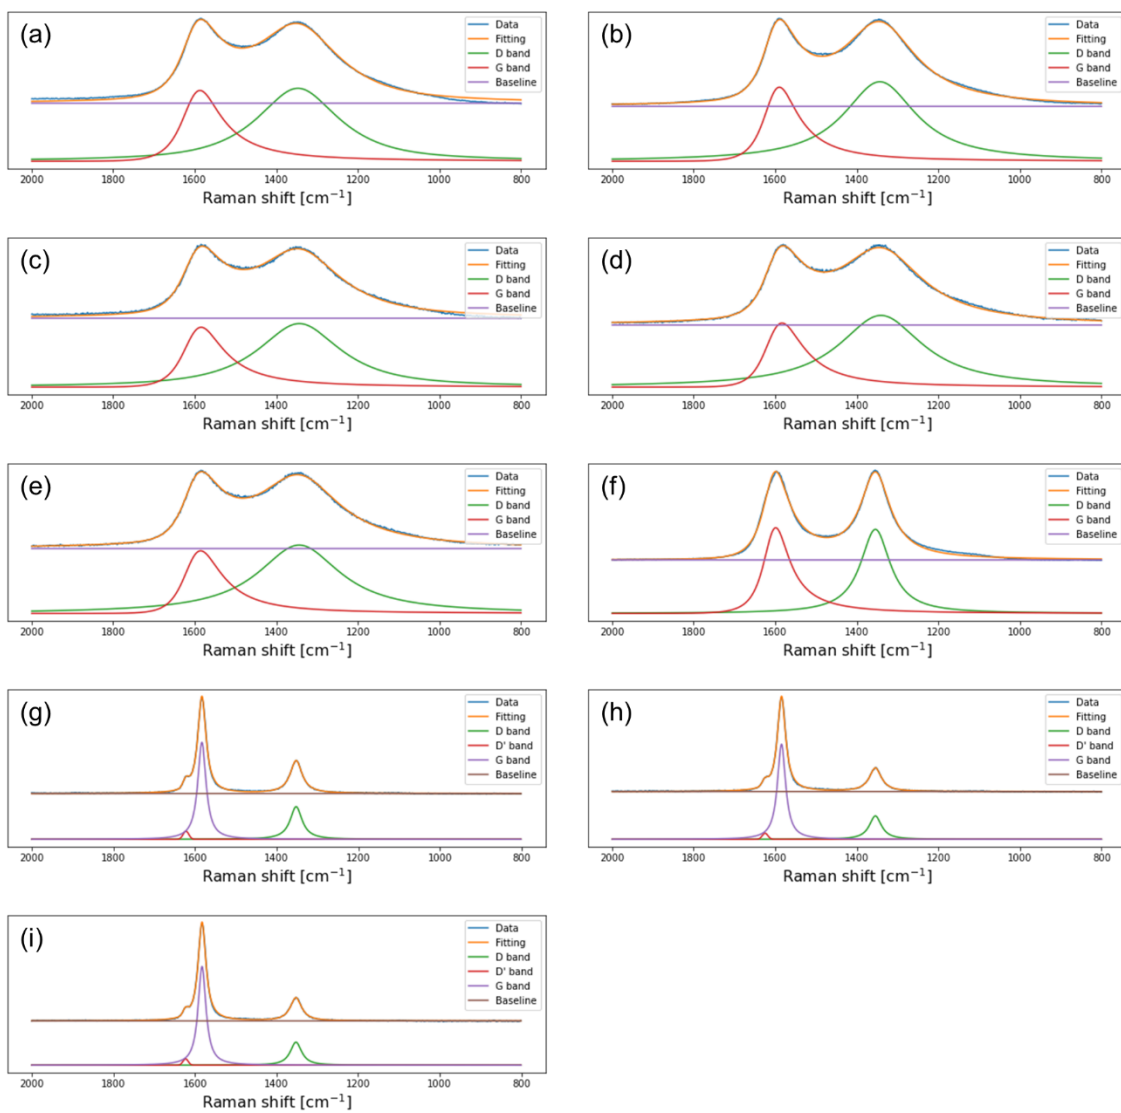 (a)
Data
Fitting
D band
G band
Baseline
2000 1800 1600 1400 1200 1000 800
Raman shift [cm⁻¹]
(b)
Data
Fitting
D band
G band
Baseline
2000 1800 1600 1400 1200 1000 800
Raman shift [cm⁻¹]
(c)
Data
Fitting
D band
G band
Baseline
2000 1800 1600 1400 1200 1000 800
Raman shift [cm⁻¹]
(d)
Data
Fitting
D band
G band
Baseline
2000 1800 1600 1400 1200 1000 800
Raman shift [cm⁻¹]
(e)
Data
Fitting
D band
G band
Baseline
2000 1800 1600 1400 1200 1000 800
Raman shift [cm⁻¹]
(f)
Data
Fitting
D band
G band
Baseline
2000 1800 1600 1400 1200 1000 800
Raman shift [cm⁻¹]
(g)
Data
Fitting
D band
D' band
G band
Baseline
2000 1800 1600 1400 1200 1000 800
Raman shift [cm⁻¹]
(h)
Data
Fitting
D band
D' band
G band
Baseline
2000 1800 1600 1400 1200 1000 800
Raman shift [cm⁻¹]
(i)
Data
Fitting
D band
D' band
G band
Baseline
2000 1800 1600 1400 1200 1000 800
Raman shift [cm⁻¹]